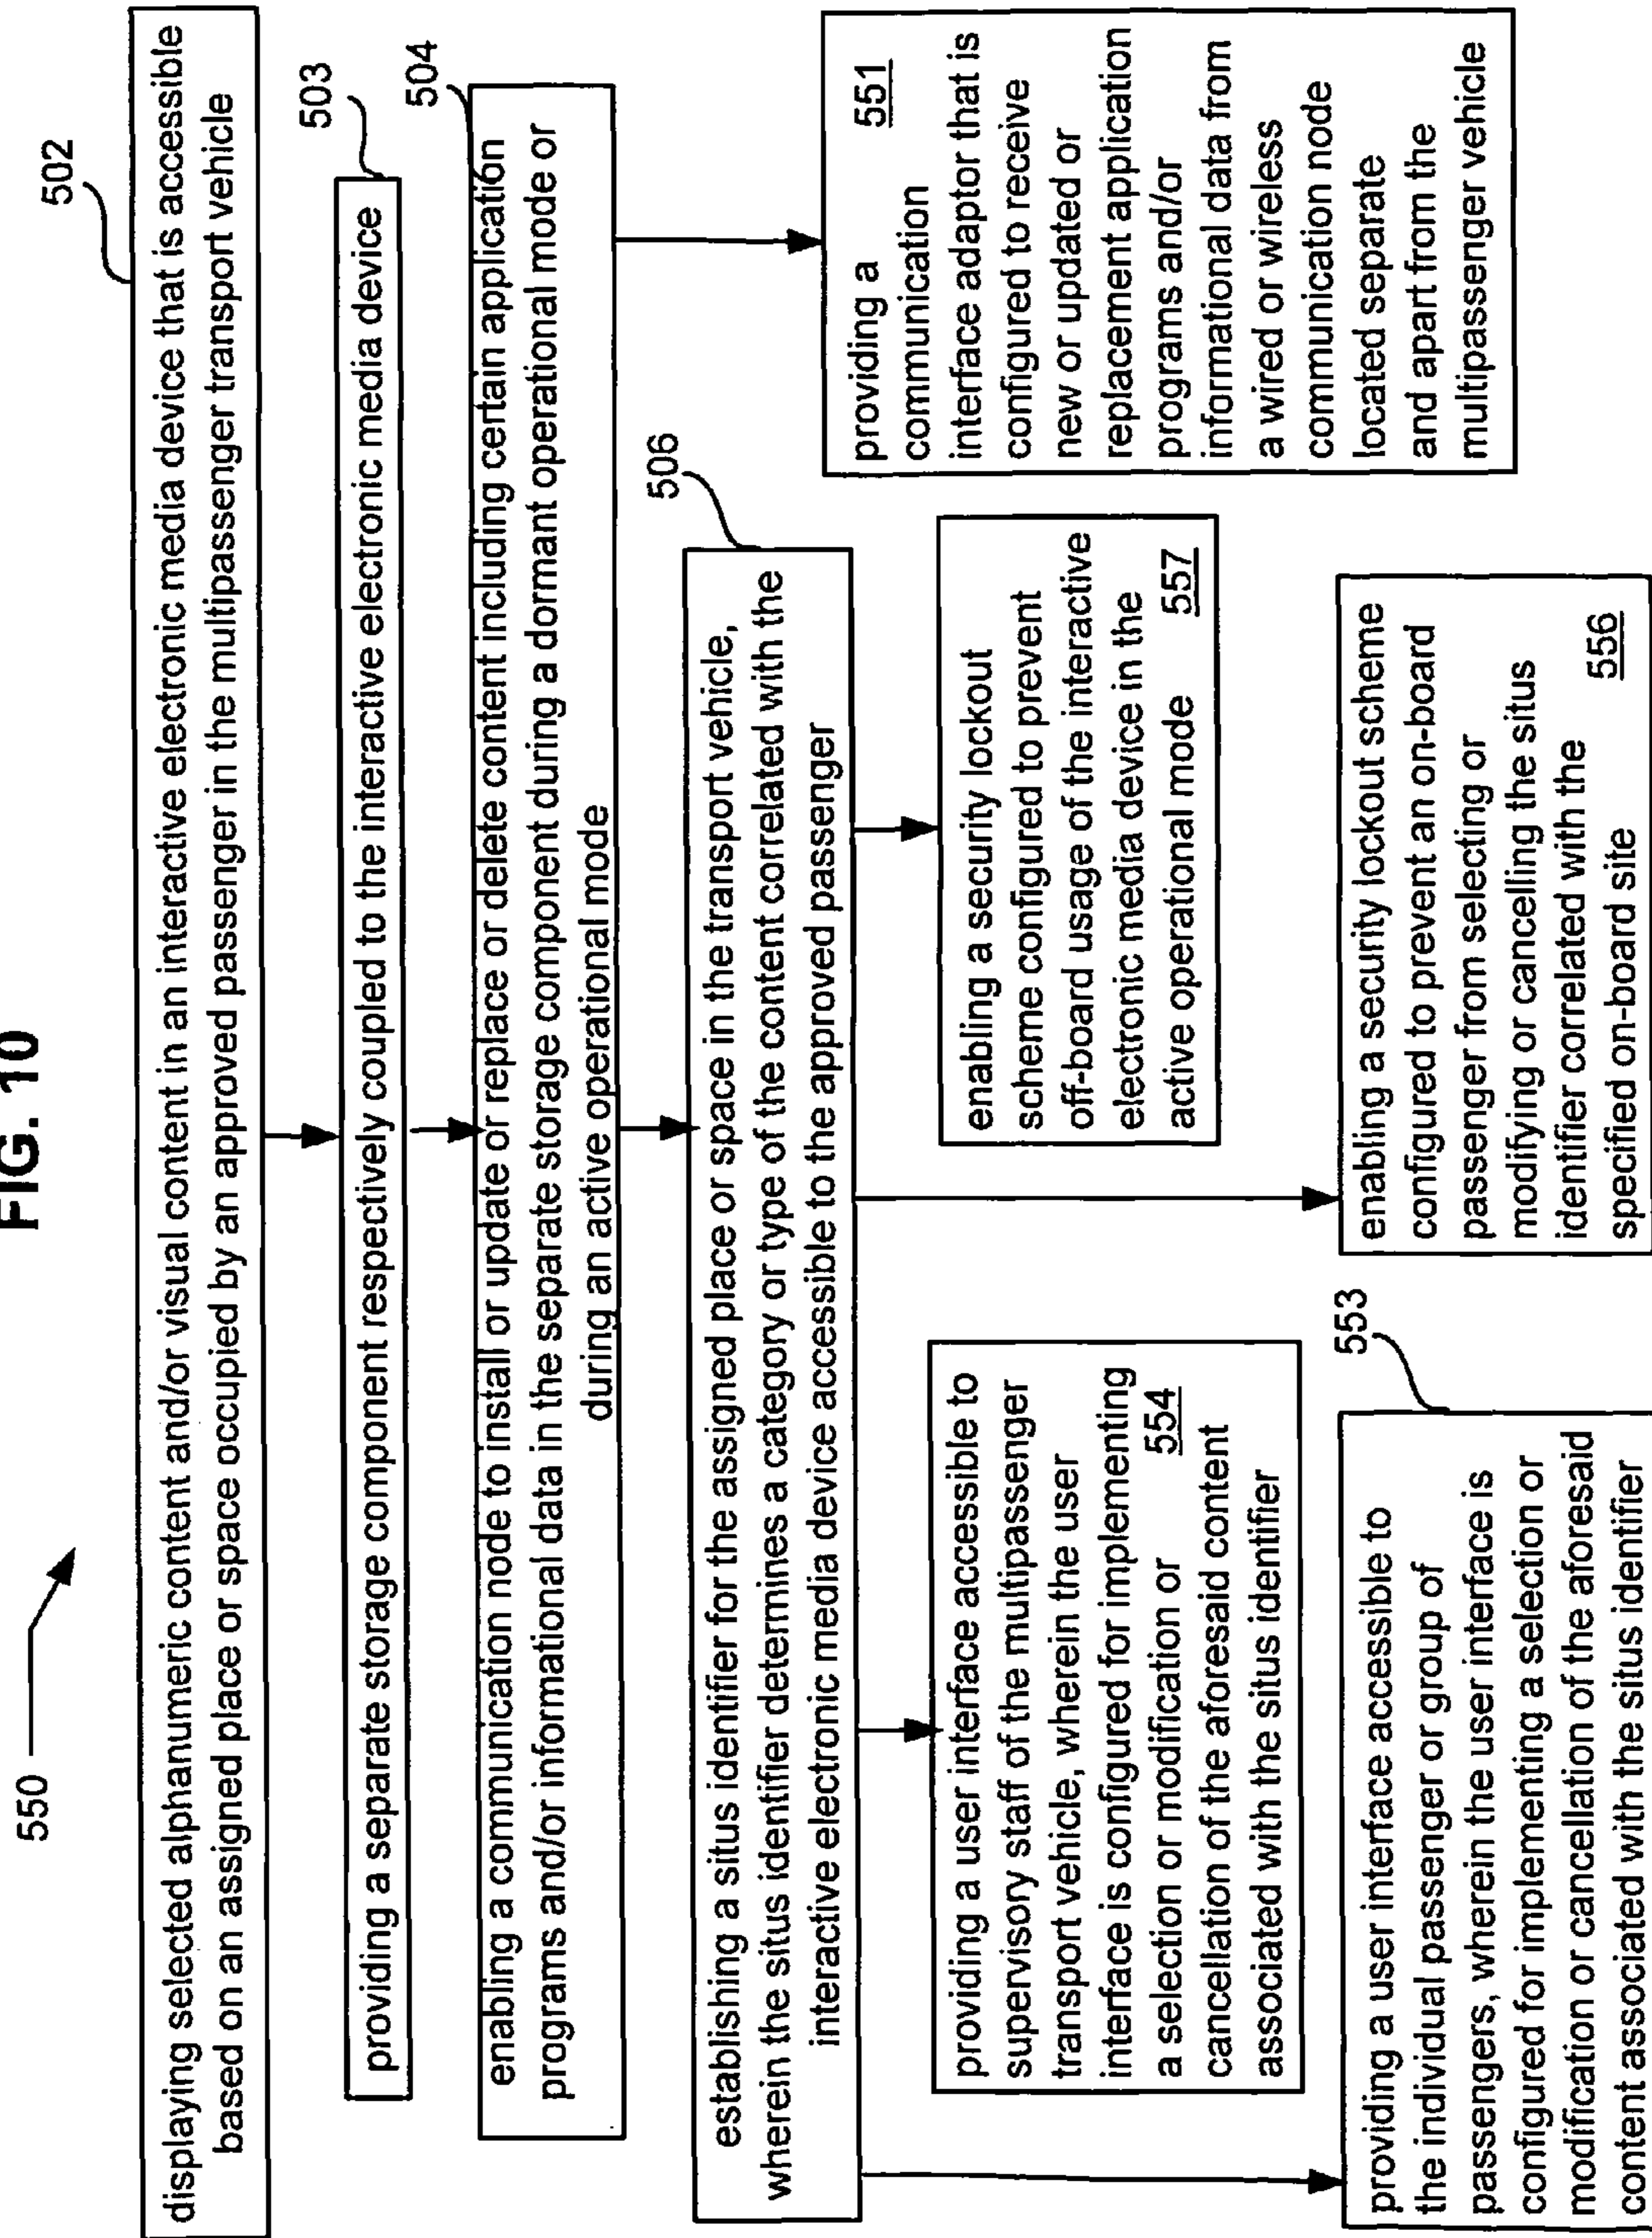 FIG. 10
550
502
displaying selected alphanumeric content and/or visual content in an interactive electronic media device that is accessible
based on an assigned place or space occupied by an approved passenger in the multipassenger transport vehicle
503
providing a separate storage component respectively coupled to the interactive electronic media device
504
enabling a communication node to install or update or replace or delete content including certain application
programs and/or informational data in the separate storage component during a dormant operational mode or
during an active operational mode
506
establishing a situs identifier for the assigned place or space in the transport vehicle,
wherein the situs identifier determines a category or type of the content correlated with the
interactive electronic media device accessible to the approved passenger
providing a 551
communication
interface adaptor that is
configured to receive
new or updated or
replacement application
programs and/or
informational data from
a wired or wireless
communication node
located separate
and apart from the
multipassenger vehicle
providing a user interface accessible to
supervisory staff of the multipassenger
transport vehicle, wherein the user
interface is configured for implementing
a selection or modification or 554
cancellation of the aforesaid content
associated with the situs identifier
enabling a security lockout
scheme configured to prevent
off-board usage of the interactive
electronic media device in the
active operational mode 557
553
providing a user interface accessible to
the individual passenger or group of
passengers, wherein the user interface is
configured for implementing a selection or
modification or cancellation of the aforesaid
content associated with the situs identifier
enabling a security lockout scheme
configured to prevent an on-board
passenger from selecting or
modifying or cancelling the situs
identifier correlated with the
specified on-board site 556